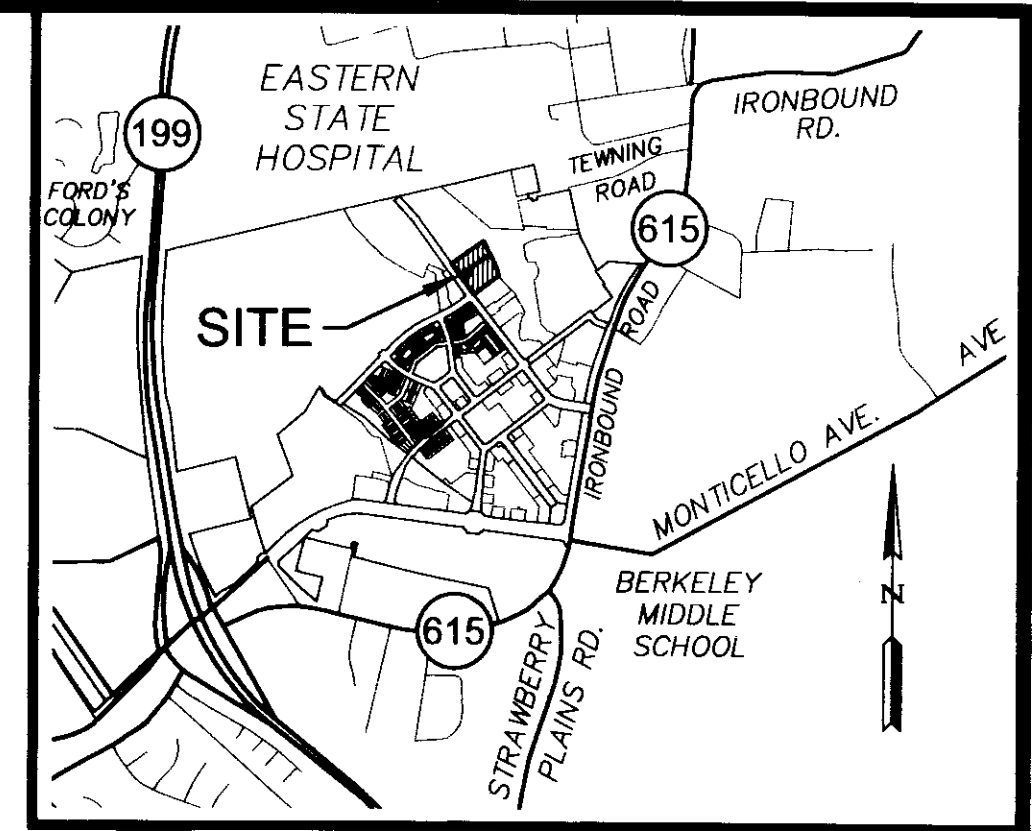 EASTERN
STATE
HOSPITAL
IRONBOUND
RD.
199
TEWNING
ROAD
FORD'S
COLONY
615
SITE
ROAD
IRONBOUND
AVE
MONTICELLO AVE.
N
BERKELEY
MIDDLE
SCHOOL
615
STRAWBERRY
PLAINS RD.